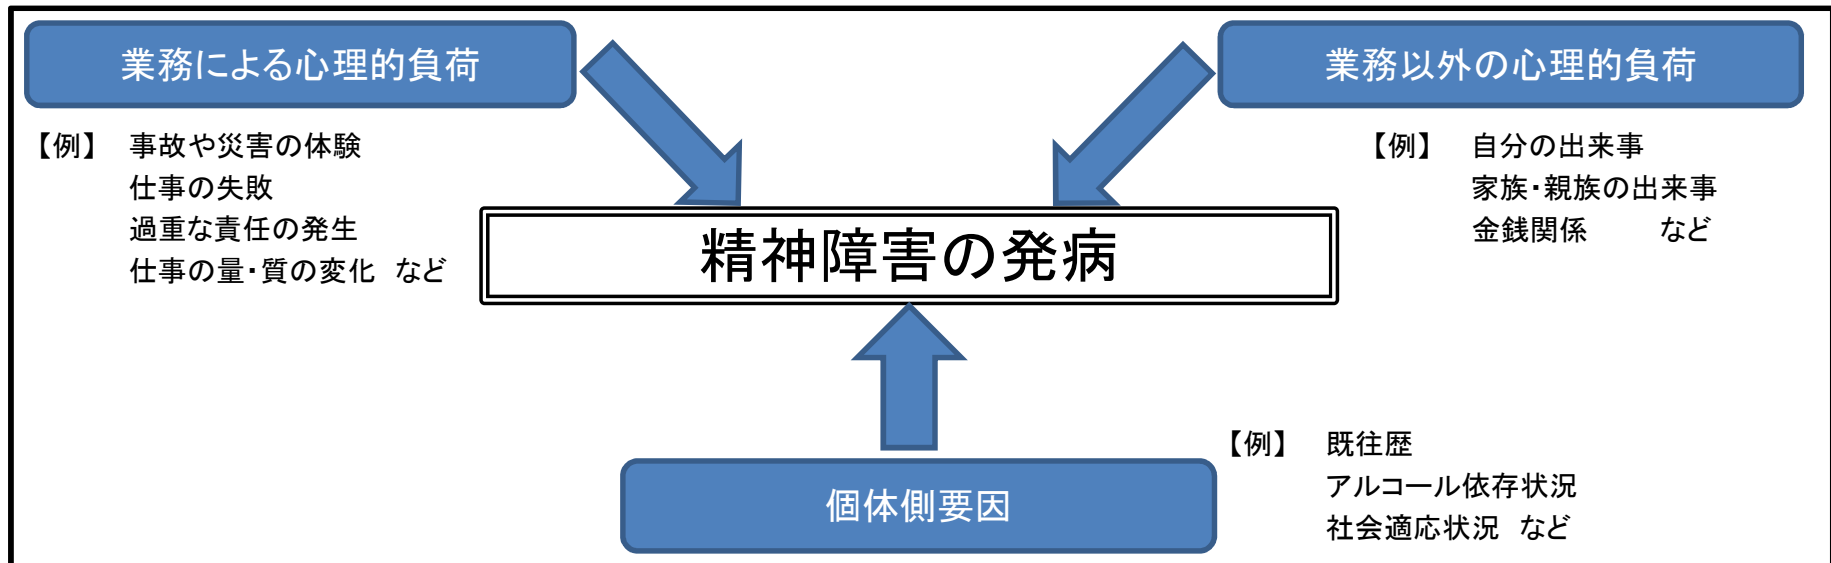 業務による心理的負荷
【例】 事故や災害の体験
仕事の失敗
過重な責任の発生
仕事の量・質の変化 など
業務以外の心理的負荷
【例】 自分の出来事
家族・親族の出来事
金銭関係 など
精神障害の発病
個体側要因
【例】 既往歴
アルコール依存状況
社会適応状況 など